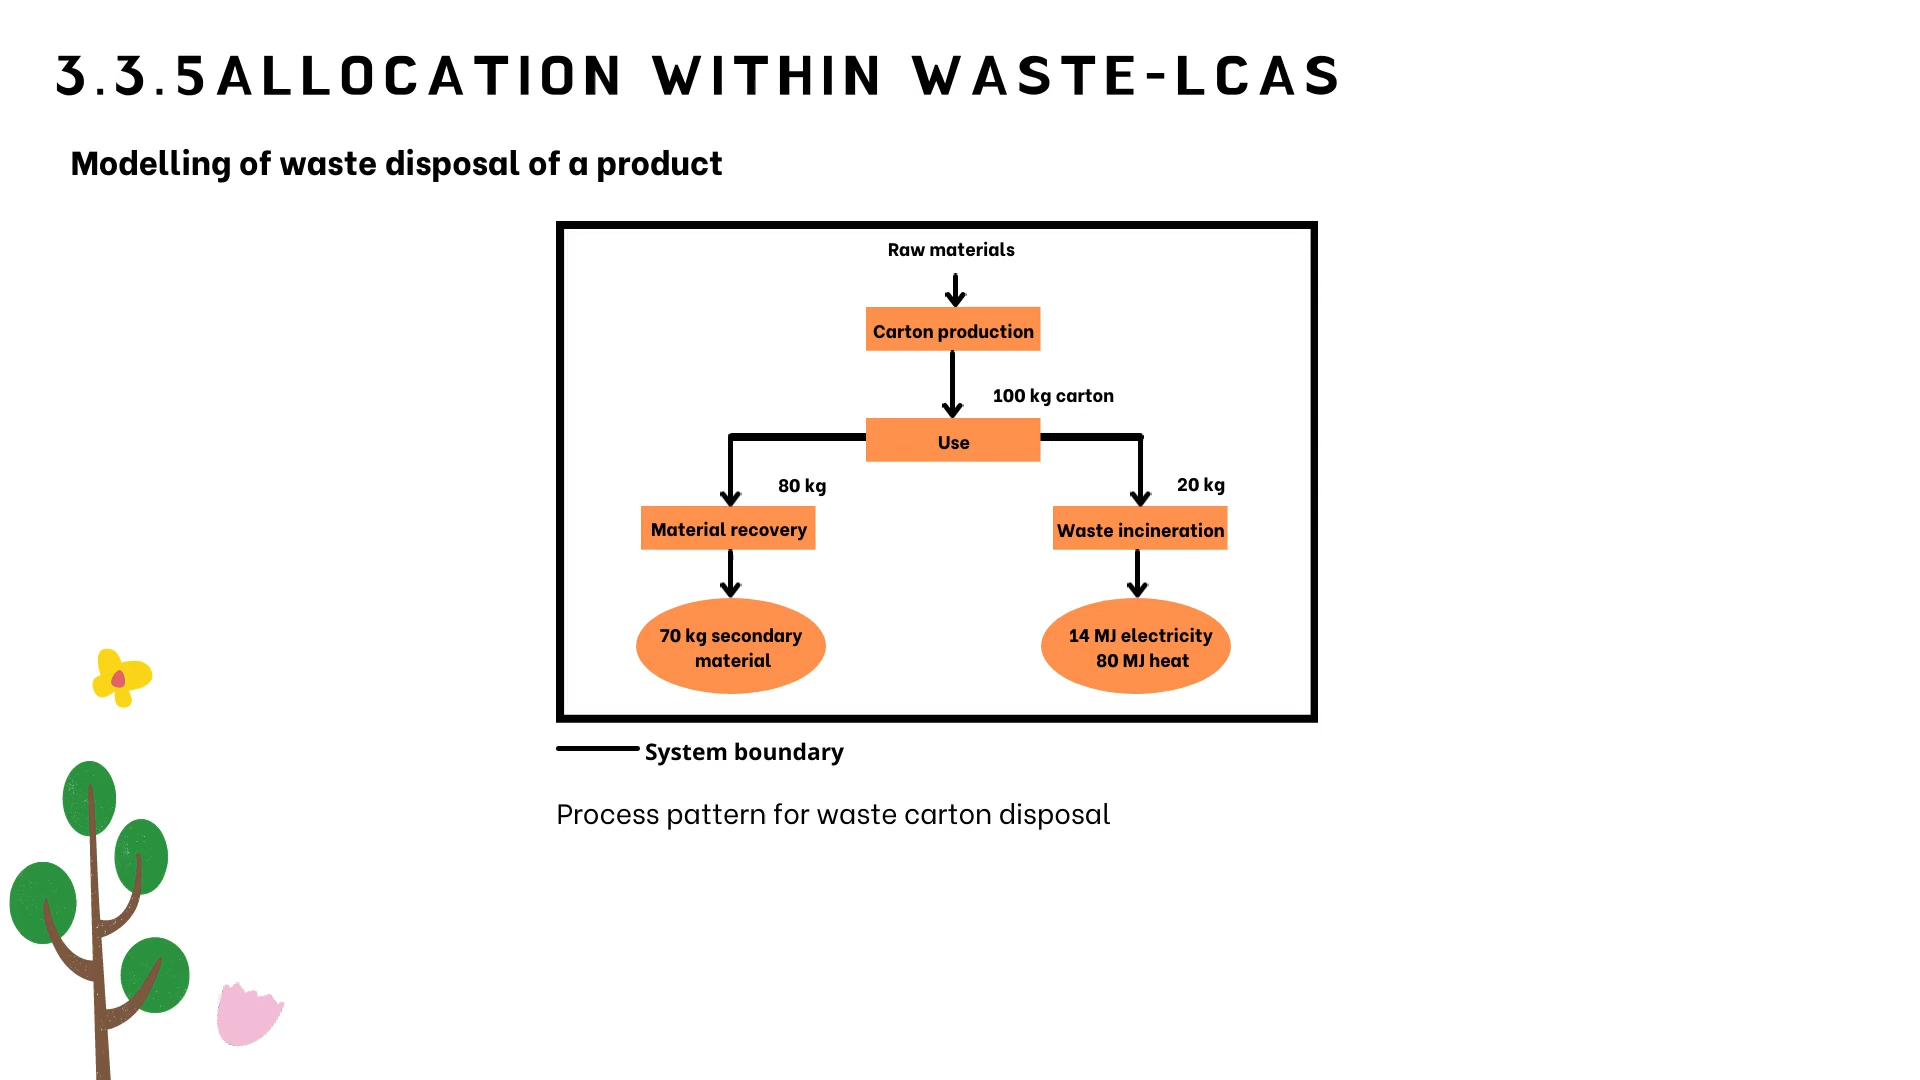 3.3.5ALLOCATION WITHIN WASTE-LCAS
Modelling of waste disposal of a product
Raw materials
Carton production
100 kg carton
Use
80 kg
20 kg
Material recovery
Waste incineration
70 kg secondary
material
14 MJ electricity
80 MJ heat
System boundary
Process pattern for waste carton disposal